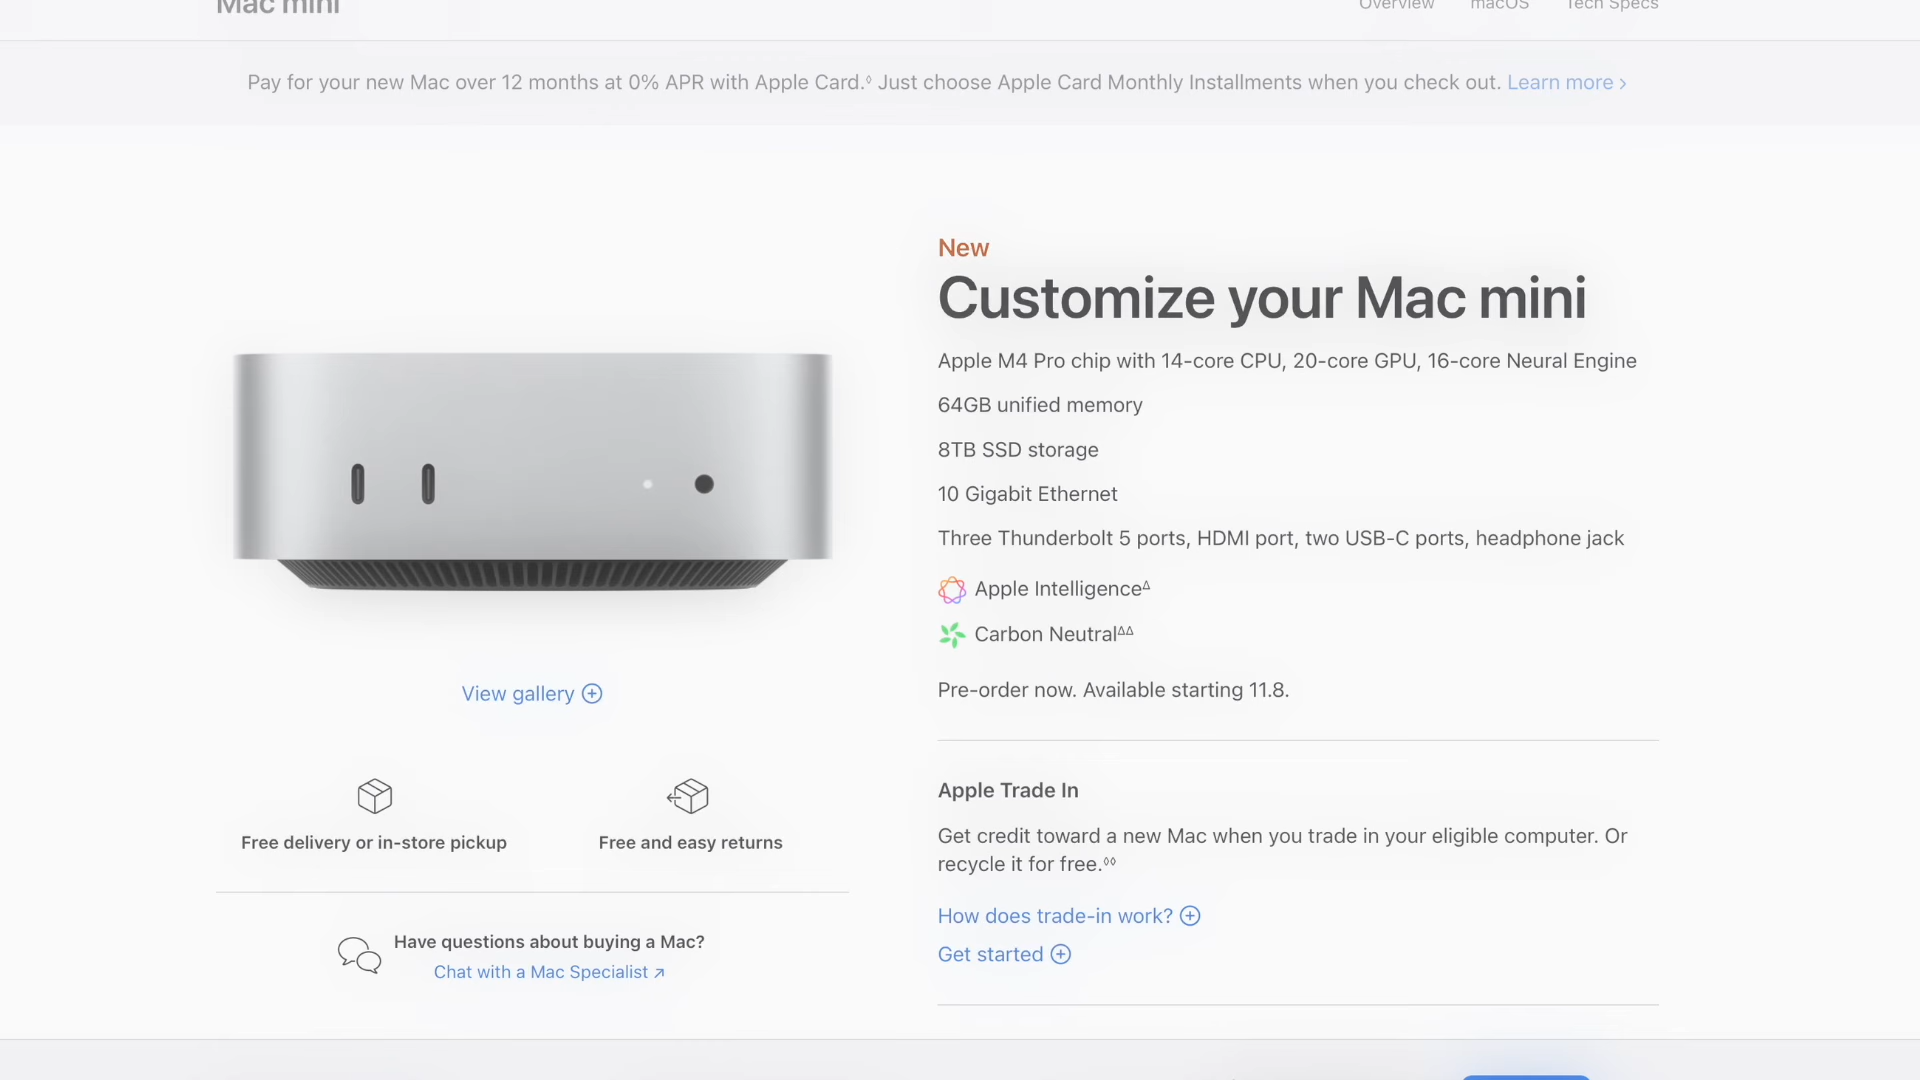 Mac mini
Overview macOS Tech Specs
Pay for your new Mac over 12 months at 0% APR with Apple Card.◊ Just choose Apple Card Monthly Installments when you check out. Learn more >
New
Customize your Mac mini
Apple M4 Pro chip with 14-core CPU, 20-core GPU, 16-core Neural Engine
64GB unified memory
8TB SSD storage
10 Gigabit Ethernet
Three Thunderbolt 5 ports, HDMI port, two USB-C ports, headphone jack
Apple IntelligenceΔ
Carbon NeutralΔΔ
Pre-order now. Available starting 11.8.
View gallery
Free delivery or in-store pickup
Free and easy returns
Have questions about buying a Mac?
Chat with a Mac Specialist ↗
Apple Trade In
Get credit toward a new Mac when you trade in your eligible computer. Or
recycle it for free.◊◊
How does trade-in work?
Get started